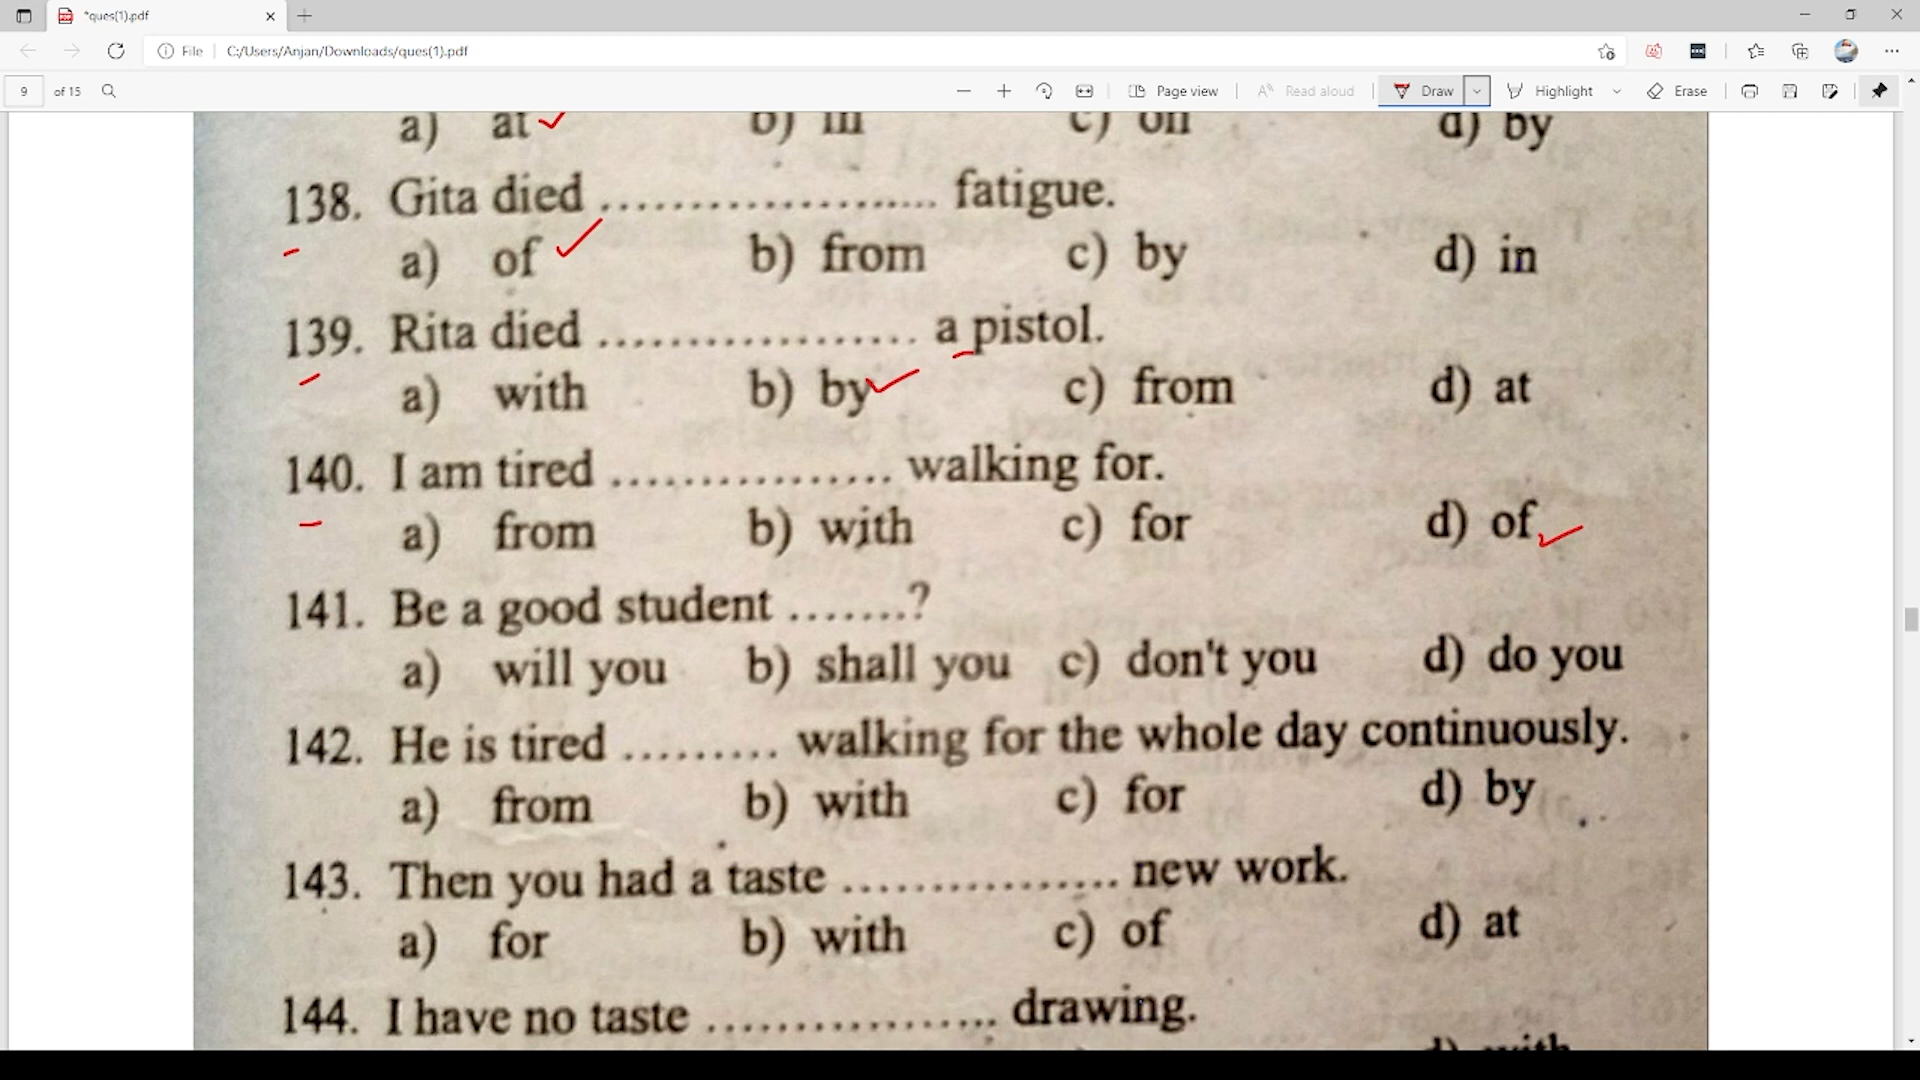 *ques(1).pdf
File C:/Users/Anjan/Downloads/ques(1).pdf
9 of 15 Page view Read aloud Draw Highlight Erase
a) at b) in c) on d) by
138. Gita died ...................... fatigue.
a) of b) from c) by d) in
139. Rita died .................. a pistol.
a) with b) by c) from d) at
140. I am tired ................ walking for.
a) from b) with c) for d) of
141. Be a good student .......?
a) will you b) shall you c) don't you d) do you
142. He is tired ......... walking for the whole day continuously.
a) from b) with c) for d) by
143. Then you had a taste ................ new work.
a) for b) with c) of d) at
144. I have no taste ................. drawing.
d) with